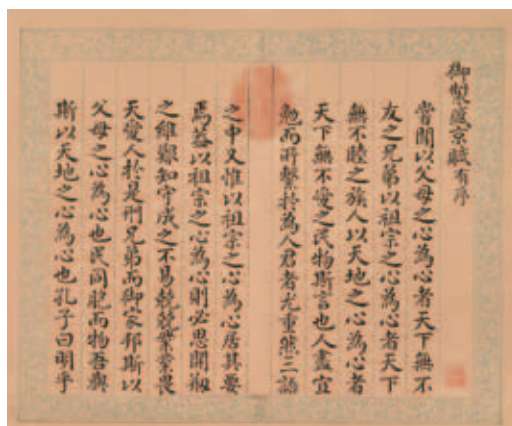 御製盛京賦有序
嘗聞以父母之心為心者天下無不
友之兄弟以祖宗之心為心者天下
無不睦之族人以天地之心為心者
天下無不愛之民物斯言也人盡宜
勉而所繫於為人君者尤重然三語
之中又惟以祖宗之心為心居其要
焉蓋以祖宗之心為心則必思開創
之維艱知守成之不易兢兢業業畏
天愛人於是刑兄弟而御家邦斯以
父母之心為心也民同胞而物吾與
斯以天地之心為心也孔子曰明乎